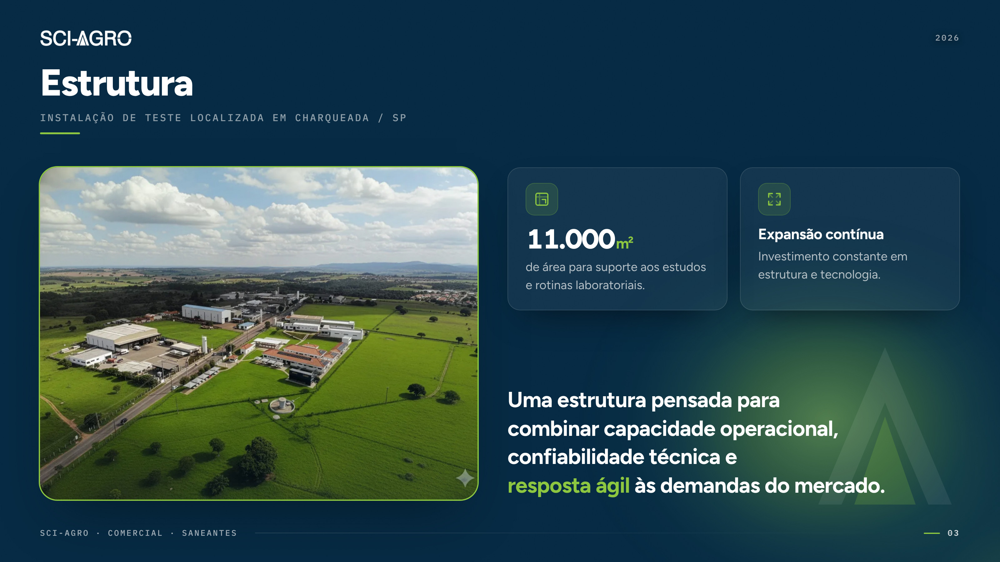 SCI-AGRO
2026
Estrutura
INSTALAÇÃO DE TESTE LOCALIZADA EM CHARQUEADA / SP
11.000m²
de área para suporte aos estudos
e rotinas laboratoriais.
Expansão contínua
Investimento constante em
estrutura e tecnologia.
Uma estrutura pensada para
combinar capacidade operacional,
confiabilidade técnica e
resposta ágil às demandas do mercado.
SCI-AGRO · COMERCIAL · SANEANTES
03